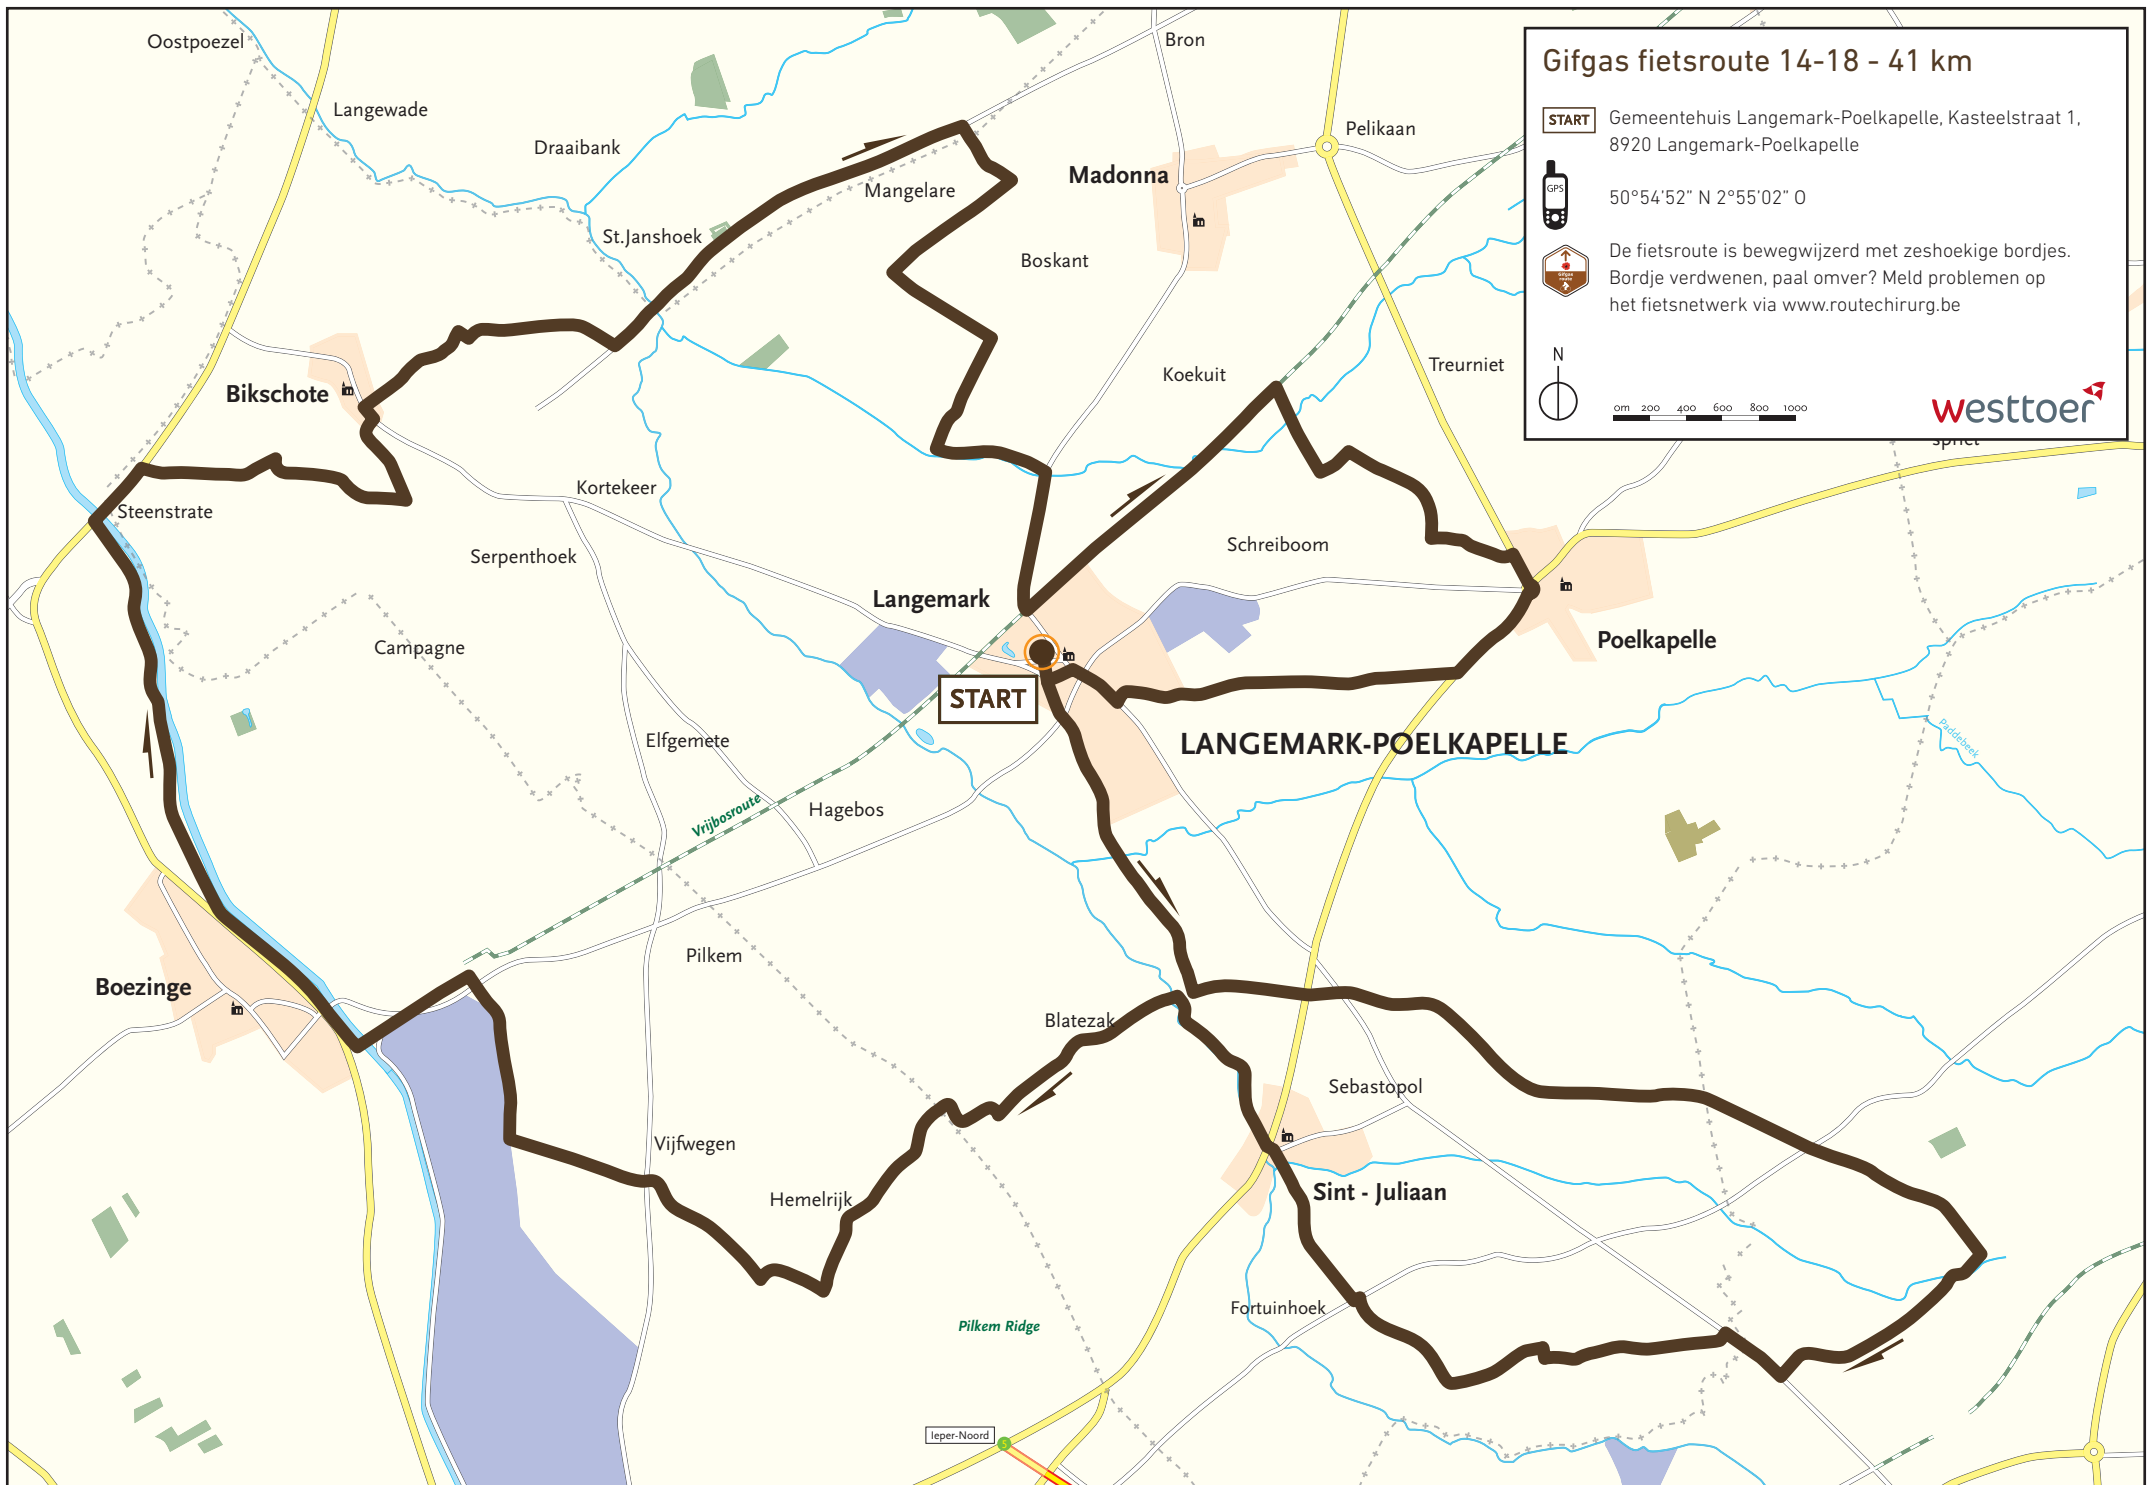 Oostpoezel
Langewade
Draaibank
Bron
Pelikaan
Madonna
Mangelare
St.Janshoek
Boskant
Gifgas fietsroute 14-18 - 41 km
START
Gemeentehuis Langemark-Poelkapelle, Kasteelstraat 1,
8920 Langemark-Poelkapelle
GPS
50°54’52” N 2°55’02” O
Gifgas
route
De fietsroute is bewegwijzerd met zeshoekige bordjes.
Bordje verdwenen, paal omver? Meld problemen op
het fietsnetwerk via www.routechirurg.be
N
0m 200 400 600 800 1000
westtoer
Treurniet
Koekuit
Bikschote
Kortekeer
Steenstrate
Serpenthoek
Schreiboom
Langemark
Campagne
Poelkapelle
START
Elfgemete
LANGEMARK-POELKAPELLE
Paddebeek
Vrijbosroute
Hagebos
Pilkem
Boezinge
Blatezak
Sebastopol
Vijfwegen
Hemelrijk
Sint - Juliaan
Fortuinhoek
Pilkem Ridge
Ieper-Noord
5